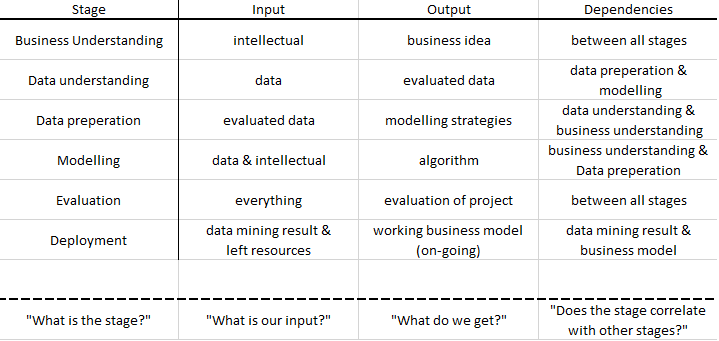 Stage Input Output Dependencies
Business Understanding intellectual business idea between all stages
Data understanding data evaluated data data preperation &
modelling
Data preperation evaluated data modelling strategies data understanding &
business understanding
Modelling data & intellectual algorithm business understanding &
Data preperation
Evaluation everything evaluation of project between all stages
Deployment data mining result &
left resources
working business model
(on-going)
data mining result &
business model
"What is the stage?" "What is our input?" "What do we get?" "Does the stage correlate
with other stages?"